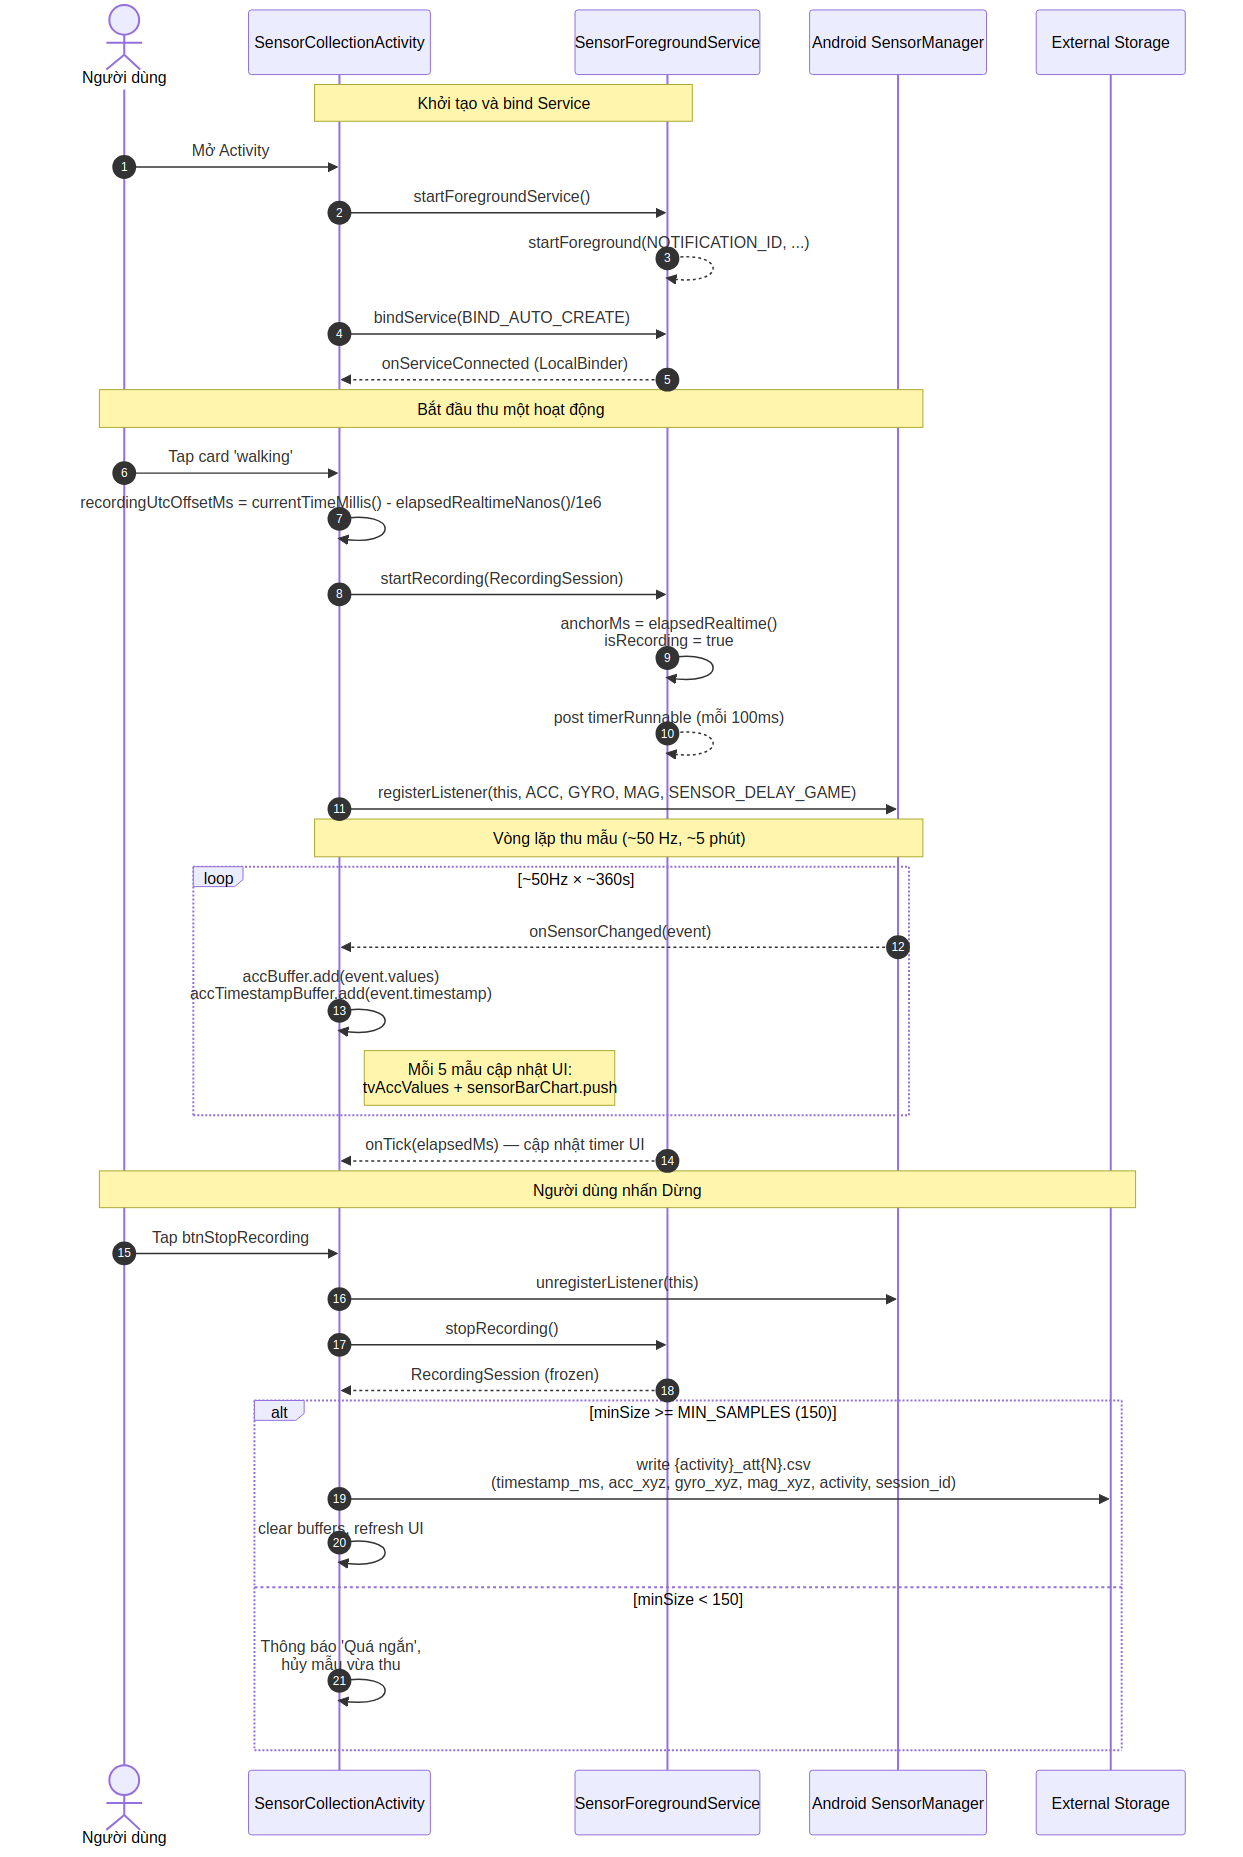 Người dùng
SensorCollectionActivity
SensorForegroundService
Android SensorManager
External Storage
Khởi tạo và bind Service
Mở Activity
1
startForegroundService()
2
startForeground(NOTIFICATION_ID, ...)
3
bindService(BIND_AUTO_CREATE)
4
onServiceConnected (LocalBinder)
5
Bắt đầu thu một hoạt động
Tap card 'walking'
6
recordingUtcOffsetMs = currentTimeMillis() - elapsedRealtimeNanos()/1e6
7
startRecording(RecordingSession)
8
anchorMs = elapsedRealtime()
isRecording = true
9
post timerRunnable (mỗi 100ms)
10
registerListener(this, ACC, GYRO, MAG, SENSOR_DELAY_GAME)
11
Vòng lặp thu mẫu (~50 Hz, ~5 phút)
loop
[~50Hz × ~360s]
onSensorChanged(event)
12
accBuffer.add(event.values)
accTimestampBuffer.add(event.timestamp)
13
Mỗi 5 mẫu cập nhật UI:
tvAccValues + sensorBarChart.push
onTick(elapsedMs) — cập nhật timer UI
14
Người dùng nhấn Dừng
Tap btnStopRecording
15
unregisterListener(this)
16
stopRecording()
17
RecordingSession (frozen)
18
alt
[minSize >= MIN_SAMPLES (150)]
write {activity}_att{N}.csv
(timestamp_ms, acc_xyz, gyro_xyz, mag_xyz, activity, session_id)
19
clear buffers, refresh UI
20
[minSize < 150]
Thông báo 'Quá ngắn',
hủy mẫu vừa thu
21
Người dùng
SensorCollectionActivity
SensorForegroundService
Android SensorManager
External Storage